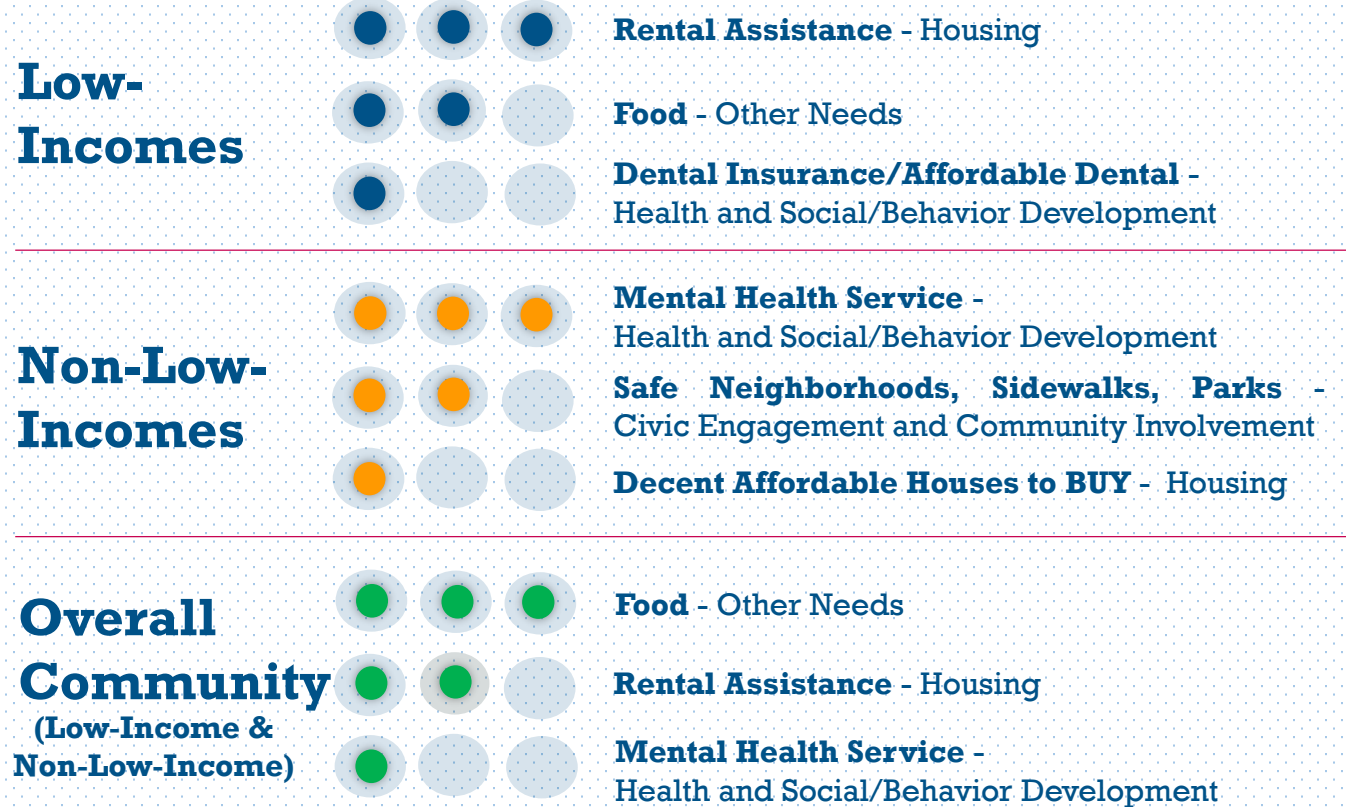 Low-
Incomes
Rental Assistance - Housing
Food - Other Needs
Dental Insurance/Affordable Dental -
Health and Social/Behavior Development
Non-Low-
Incomes
Mental Health Service -
Health and Social/Behavior Development
Safe Neighborhoods, Sidewalks, Parks -
Civic Engagement and Community Involvement
Decent Affordable Houses to BUY - Housing
Overall
Community
(Low-Income &
Non-Low-Income)
Food - Other Needs
Rental Assistance - Housing
Mental Health Service -
Health and Social/Behavior Development